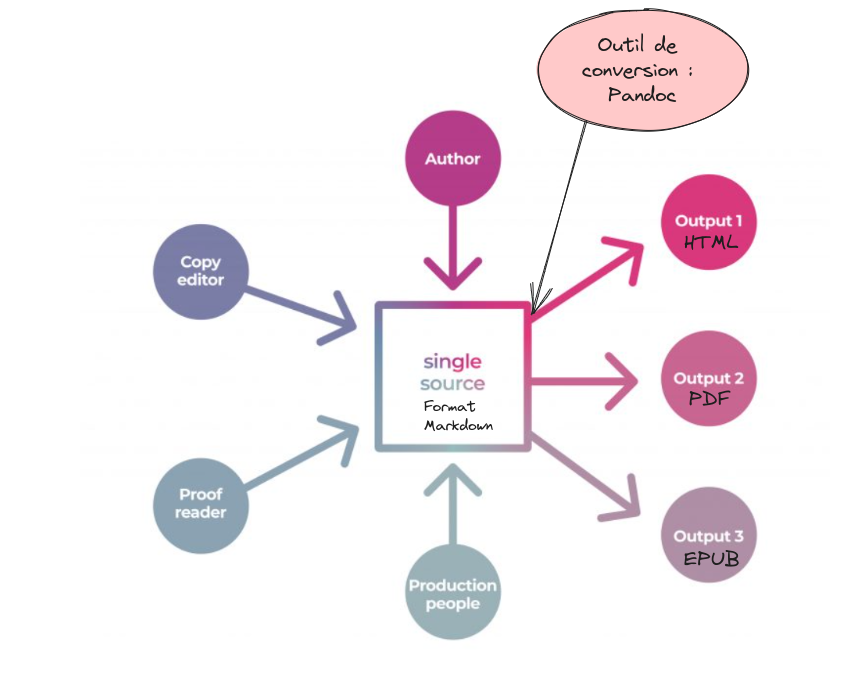 Outil de
conversion :
Pandoc
Author
Copy
editor
Output 1
HTML
single
source
Format
Markdown
Output 2
PDF
Proof
reader
Output 3
EPUB
Production
people